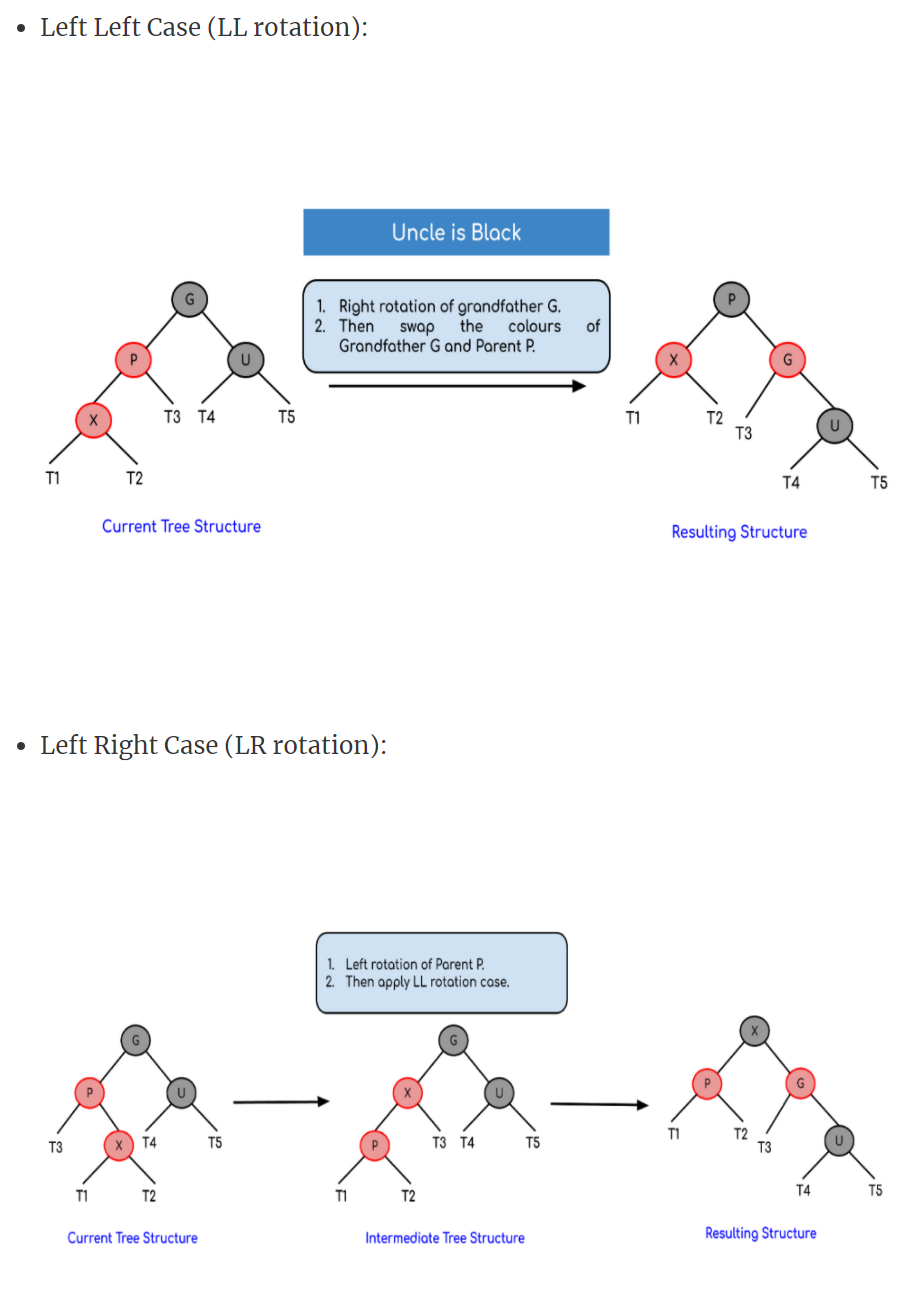 • Left Left Case (LL rotation):
Uncle is Black
1. Right rotation of grandfather G.
2. Then swap the colours of
Grandfather G and Parent P.
G
P
U
X
T3
T4
T5
T1
T2
Current Tree Structure
P
X
G
T1
T2
T3
U
T4
T5
Resulting Structure
• Left Right Case (LR rotation):
1. Left rotation of Parent P.
2. Then apply LL rotation case.
G
P
U
T3
X
T4
T5
T1
T2
Current Tree Structure
G
X
U
P
T3
T4
T5
T1
T2
Intermediate Tree Structure
X
P
G
T1
T2
T3
U
T4
T5
Resulting Structure